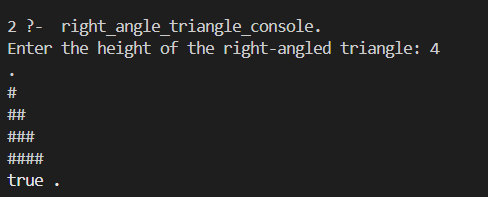 2 ?-  right_angle_triangle_console.
Enter the height of the right-angled triangle: 4
.
#
##
###
####
true .